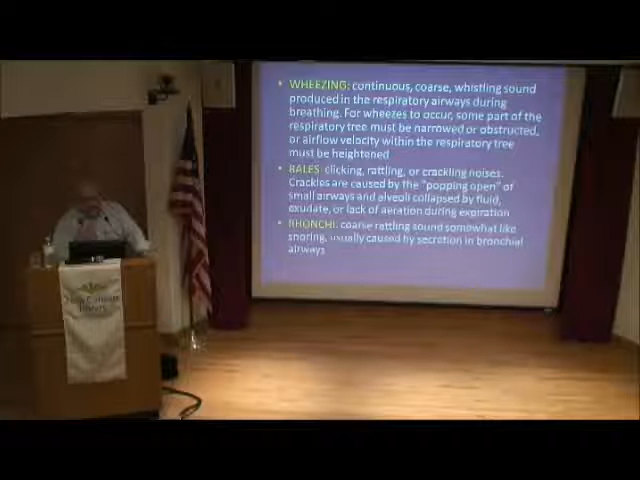 • WHEEZING: continuous, coarse, whistling sound
produced in the respiratory airways during
breathing. For wheezes to occur, some part of the
respiratory tree must be narrowed or obstructed,
or airflow velocity within the respiratory tree
must be heightened
• RALES: clicking, rattling, or crackling noises.
Crackles are caused by the "popping open" of
small airways and alveoli collapsed by fluid,
exudate, or lack of aeration during expiration
• RHONCHI: coarse rattling sound somewhat like
snoring, usually caused by secretion in bronchial
airways
Library